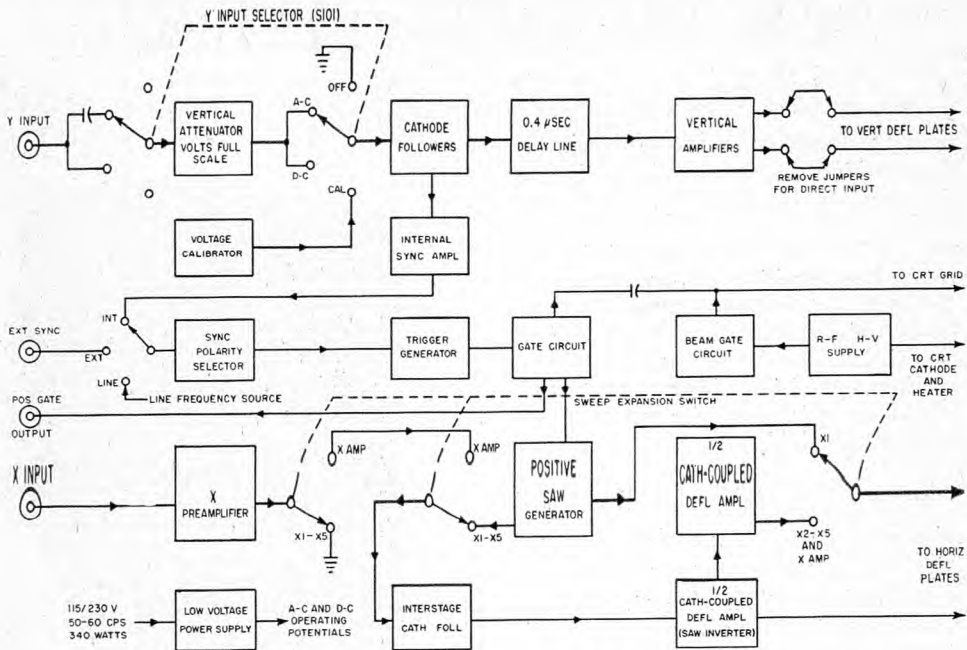 Y INPUT SELECTOR (S101)
OFF
Y INPUT
A-C
D-C
CAL
VERTICAL
ATTENUATOR
VOLTS FULL
SCALE
CATHODE
FOLLOWERS
0.4 µSEC
DELAY LINE
VERTICAL
AMPLIFIERS
TO VERT DEFL PLATES
REMOVE JUMPERS
FOR DIRECT INPUT
VOLTAGE
CALIBRATOR
INTERNAL
SYNC AMPL
TO CRT GRID
INT
EXT SYNC
EXT
LINE
LINE FREQUENCY SOURCE
SYNC
POLARITY
SELECTOR
TRIGGER
GENERATOR
GATE CIRCUIT
BEAM GATE
CIRCUIT
R-F H-V
SUPPLY
TO CRT
CATHODE
AND
HEATER
POS GATE
OUTPUT
SWEEP EXPANSION SWITCH
X INPUT
X
PREAMPLIFIER
X AMP
X1-X5
X AMP
X1-X5
POSITIVE
SAW
GENERATOR
1/2
CATH-COUPLED
DEFL AMPL
X1
X2-X5
AND
X AMP
TO HORIZ
DEFL
PLATES
115/230 V
50-60 CPS
340 WATTS
LOW VOLTAGE
POWER SUPPLY
A-C AND D-C
OPERATING
POTENTIALS
INTERSTAGE
CATH FOLL
1/2
CATH-COUPLED
DEFL AMPL
(SAW INVERTER)